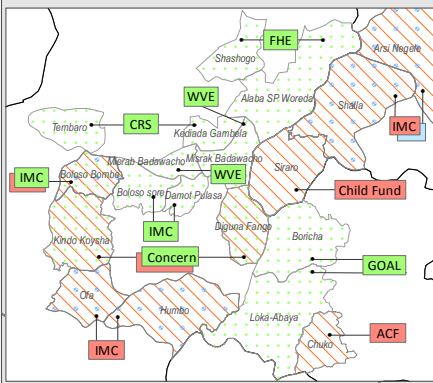 FHE
Arsi Negele
Shashogo
WVE
Alaba SP Woreda
Shalla
Tembaro
CRS
Kediada Gambela
IMC
Mierab Badawacho
Misrak Badawacho
Siraro
IMC
Boloso Bombe
WVE
Boloso sore
Damot Pulasa
Child Fund
IMC
Diguna Fango
Kindo Koysha
Boricha
Concern
GOAL
Ofa
Humbo
Loka-Abaya
IMC
Chuko
ACF